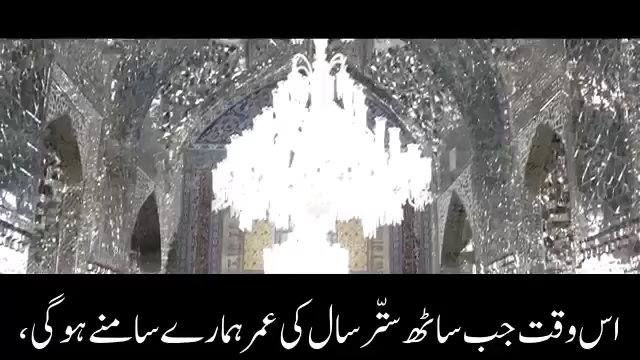 اس وقت جب ساٹھ ستّر سال کی عمر ہمارے سامنے ہوگی،